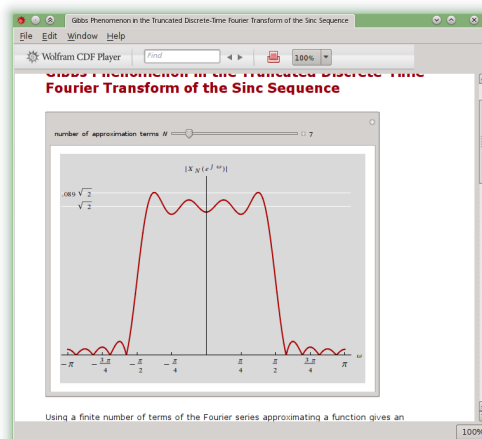 Gibbs Phenomenon in the Truncated Discrete-Time Fourier Transform of the Sinc Sequence
File Edit Window Help
Wolfram CDF Player Find 100%
Gibbs Phenomenon in the Truncated Discrete-Time
Fourier Transform of the Sinc Sequence
number of approximation terms N 7
|X N (e j ω)|
.089 √ 2
√ 2
-π -3π/4 -π/2 -π/4 π/4 π/2 3π/4 π ω
Using a finite number of terms of the Fourier series approximating a function gives an
100%